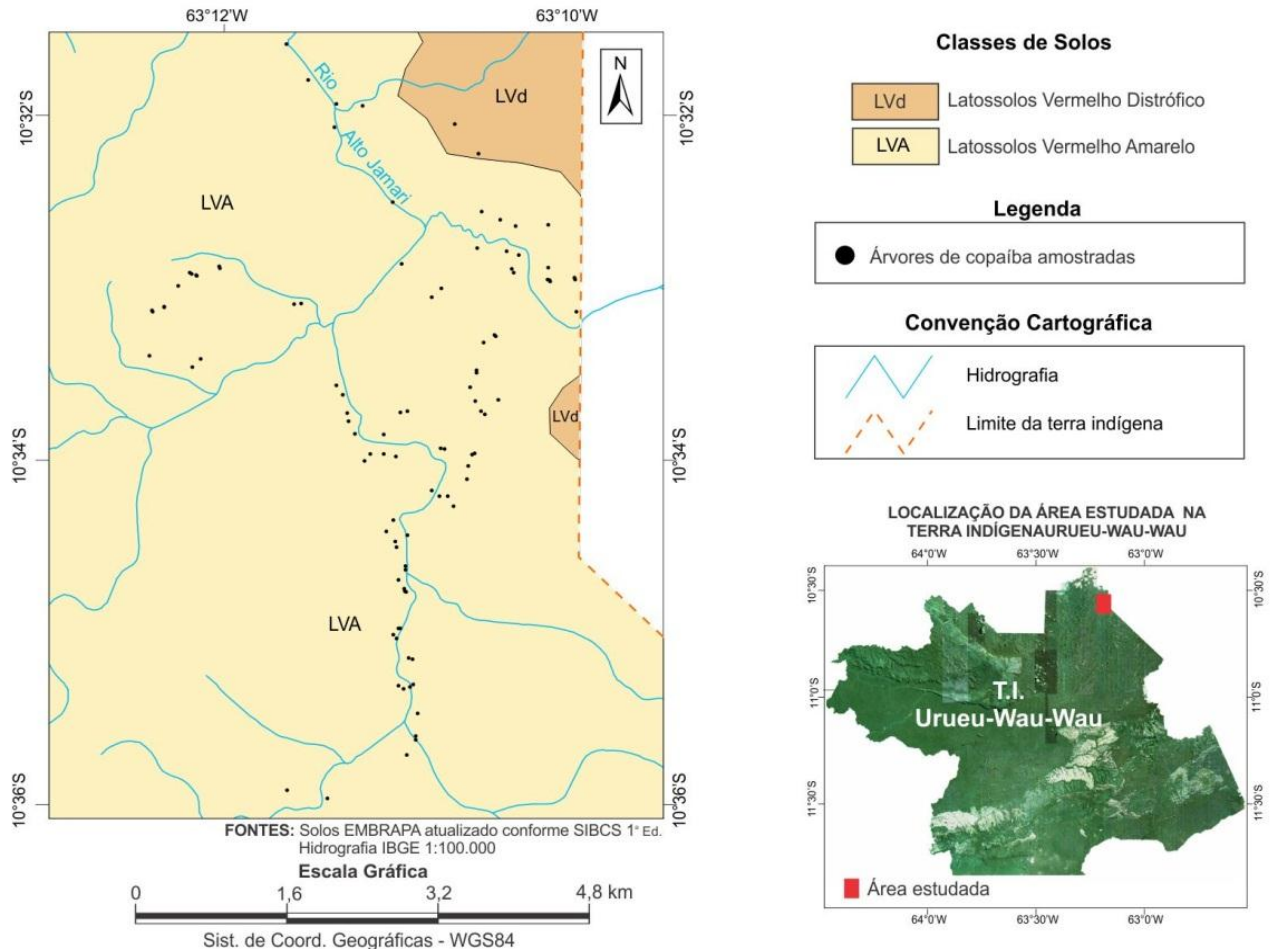 63°12'W
63°10'W
10°32'S
10°32'S
N
Rio
Alto Jamari
LVd
LVA
LVd
10°34'S
10°34'S
LVA
10°36'S
10°36'S
FONTES: Solos EMBRAPA atualizado conforme SIBCS 1ª Ed.
Hidrografia IBGE 1:100.000
Escala Gráfica
0 1,6 3,2 4,8 km
Sist. de Coord. Geográficas - WGS84
Classes de Solos
LVd Latossolos Vermelho Distrófico
LVA Latossolos Vermelho Amarelo
Legenda
Árvores de copaíba amostradas
Convenção Cartográfica
Hidrografia
Limite da terra indígena
LOCALIZAÇÃO DA ÁREA ESTUDADA NA
TERRA INDÍGENAURUEU-WAU-WAU
64°0'W 63°30'W 63°0'W
10°30'S
10°30'S
11°0'S
11°0'S
T.I.
Urueu-Wau-Wau
11°30'S
11°30'S
Área estudada
64°0'W 63°30'W 63°0'W